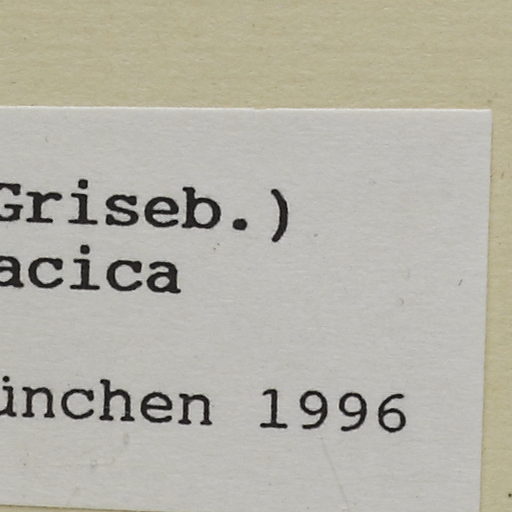 Griseb.)
acica
ünchen 1996